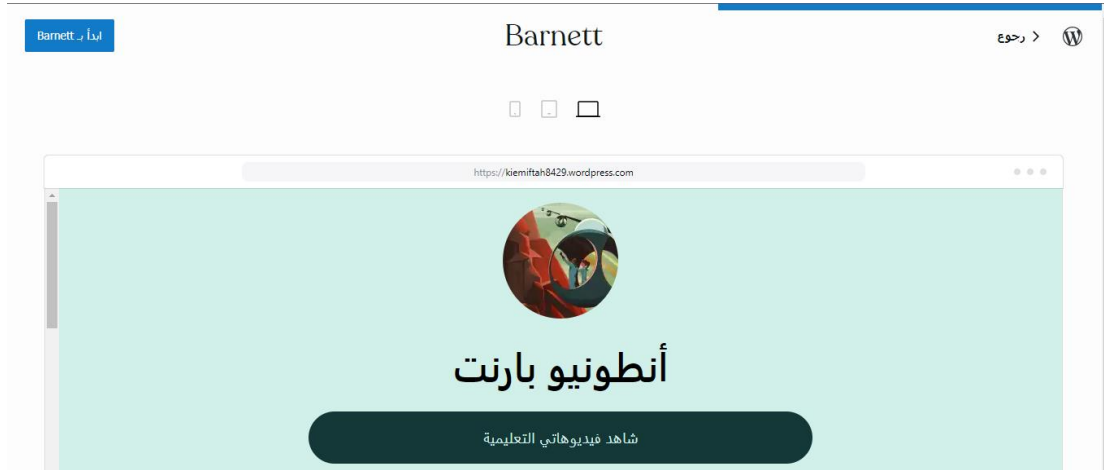 رجوع
Barnett
ابدأ بـ Barnett
https://kiemiftah8429.wordpress.com
أنطونيو بارنت
شاهد فيديوهاتي التعليمية